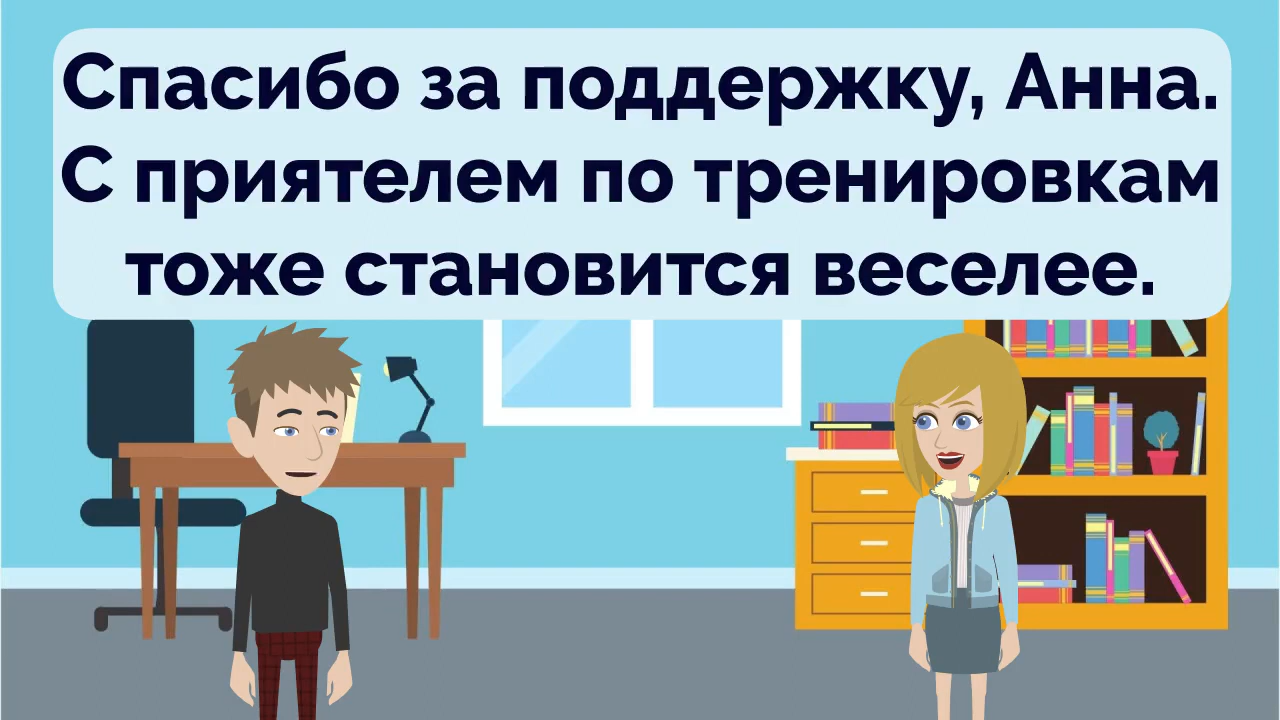 Спасибо за поддержку, Анна.
С приятелем по тренировкам
тоже становится веселее.